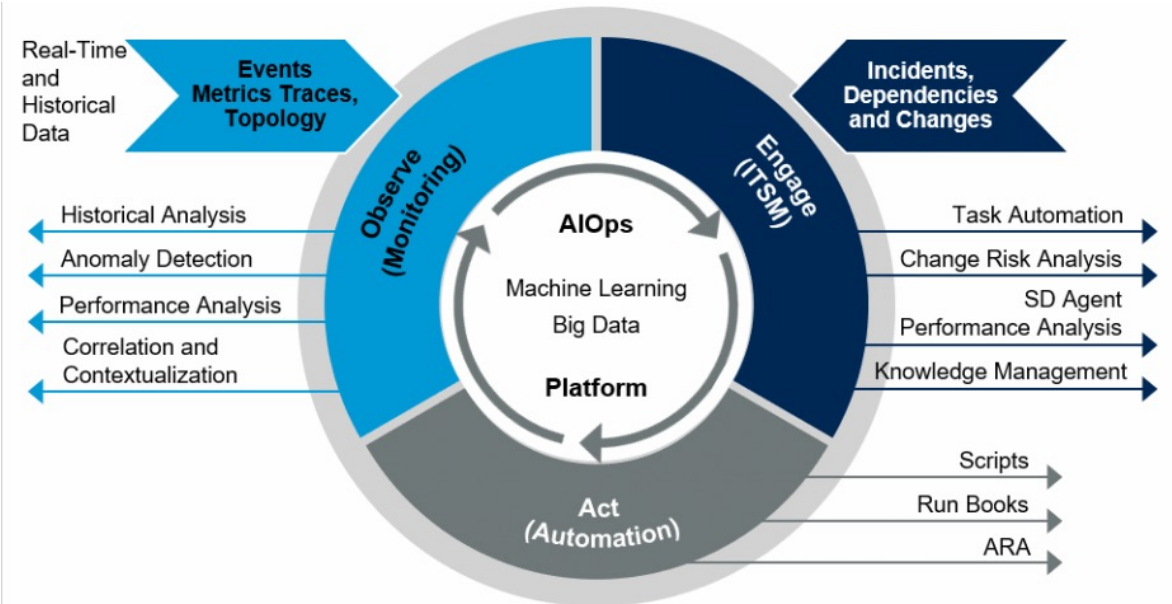 Real-Time
and
Historical
Data
Events
Metrics Traces,
Topology
Incidents,
Dependencies
and Changes
Observe
(Monitoring)
Engage
(ITSM)
AIOps
Machine Learning
Big Data
Platform
Historical Analysis
Anomaly Detection
Performance Analysis
Correlation and
Contextualization
Task Automation
Change Risk Analysis
SD Agent
Performance Analysis
Knowledge Management
Act
(Automation)
Scripts
Run Books
ARA